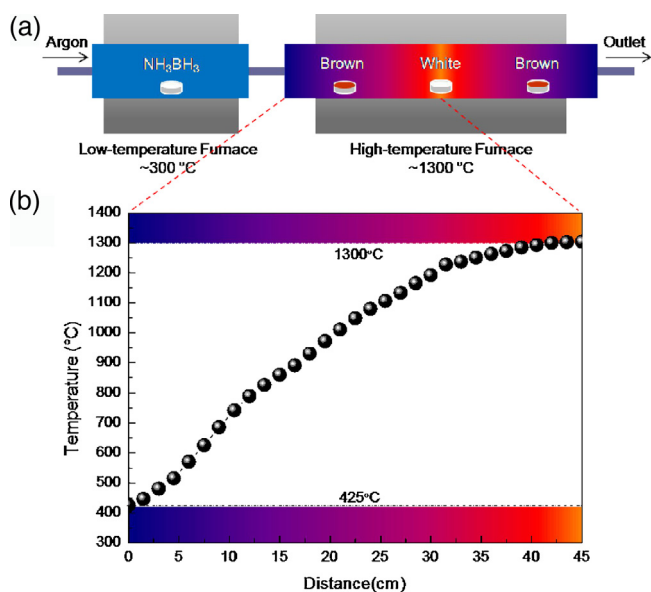 (a)
Argon
Outlet
NH₃BH₃
Brown
White
Brown
Low-temperature Furnace
~300 °C
High-temperature Furnace
~1300 °C
(b)
1400
1300
1200
1100
1000
900
800
700
600
500
400
300
Temperature (°C)
1300°C
425°C
0 5 10 15 20 25 30 35 40 45
Distance(cm)